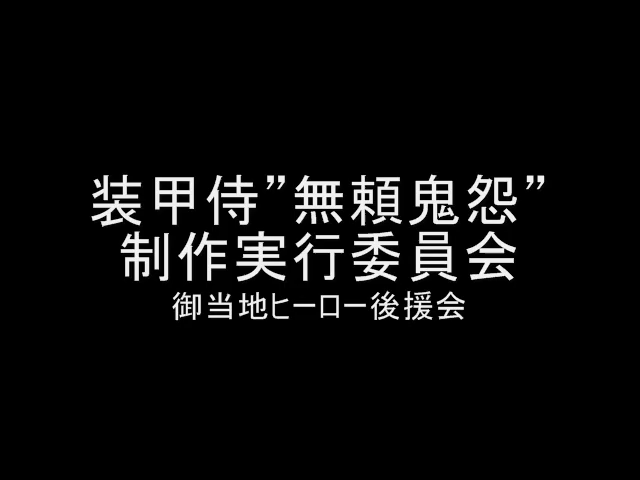 装甲侍”無頼鬼怨”
制作実行委員会
御当地ヒーロー後援会